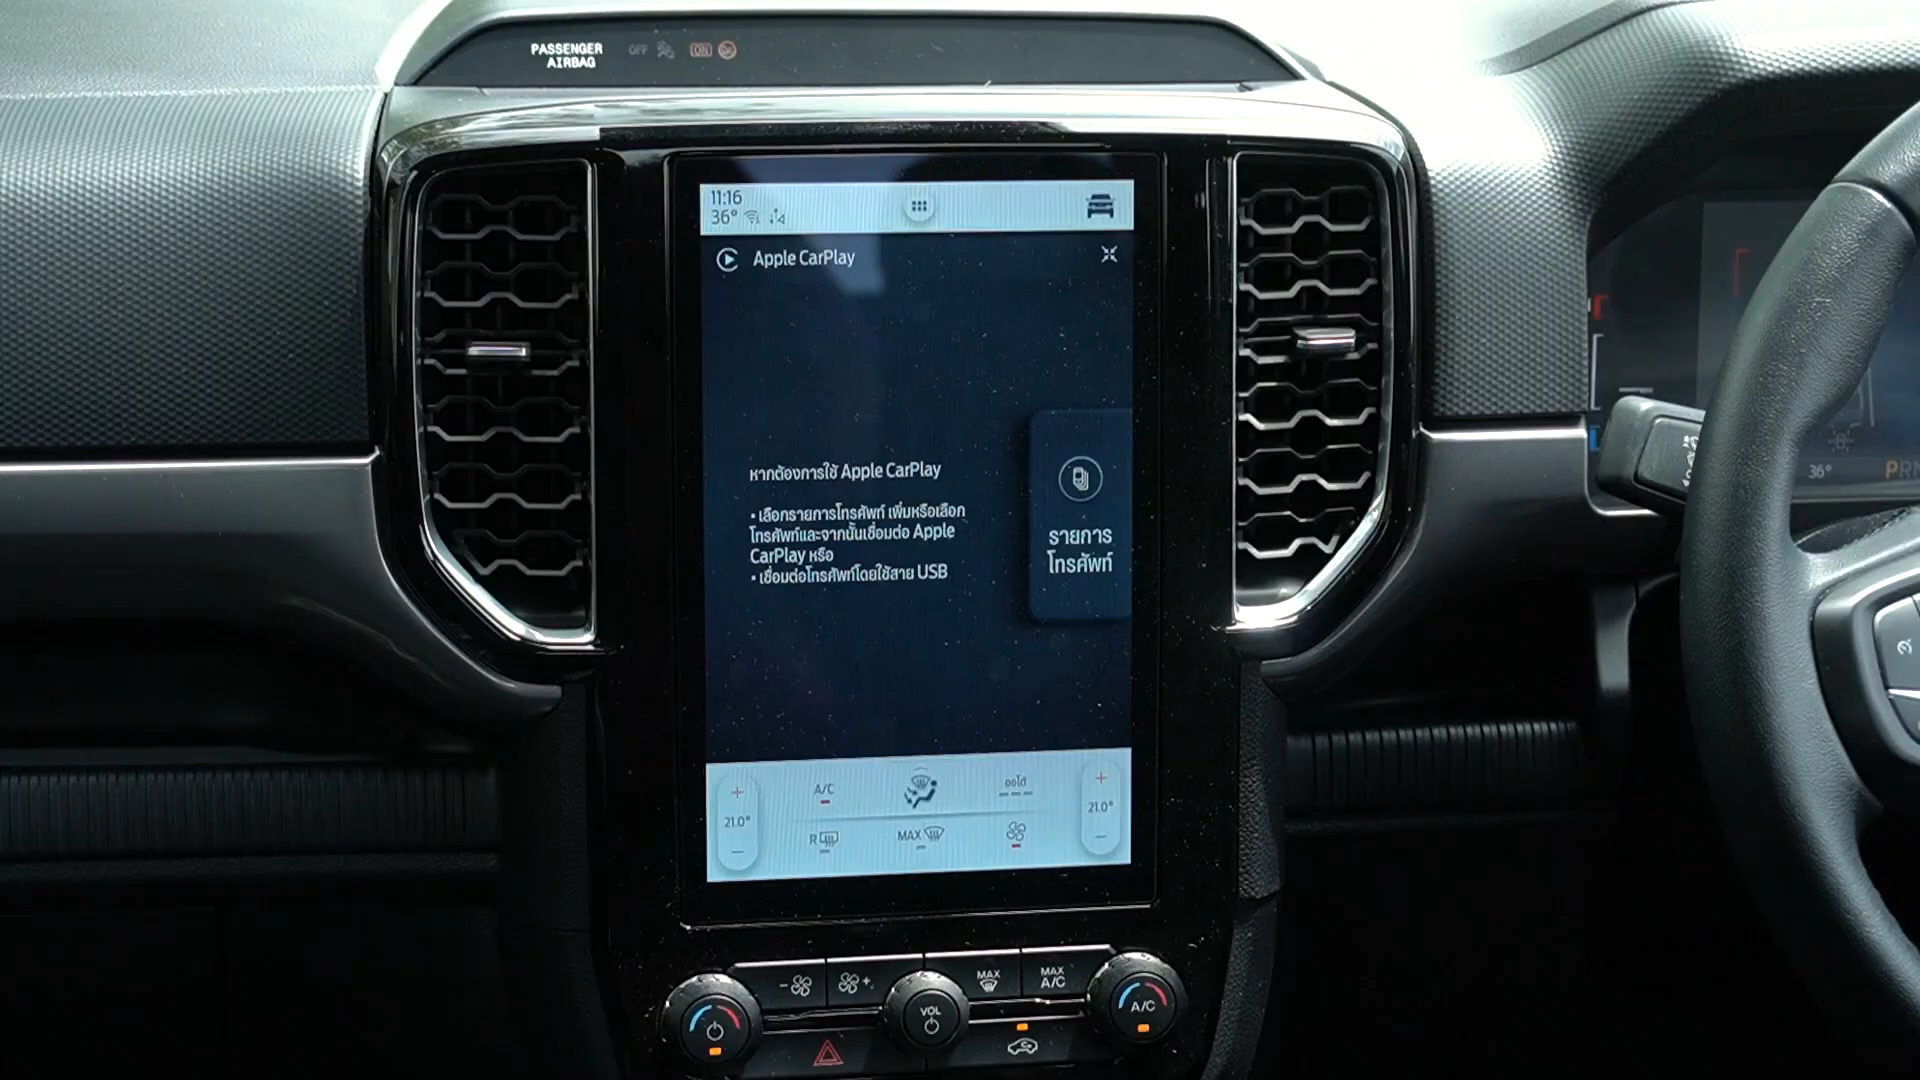 PASSENGER
AIRBAG
OFF
ON
11:16
36°
Apple CarPlay
หากต้องการใช้ Apple CarPlay
• เลือกรายการโทรศัพท์ เพิ่มหรือเลือก
โทรศัพท์และจากนั้นเชื่อมต่อ Apple
CarPlay หรือ
• เชื่อมต่อโทรศัพท์โดยใช้สาย USB
รายการ
โทรศัพท์
21.0°
A/C
ออโต้
R
MAX
21.0°
36°
PRN
MAX
MAX
A/C
VOL
A/C